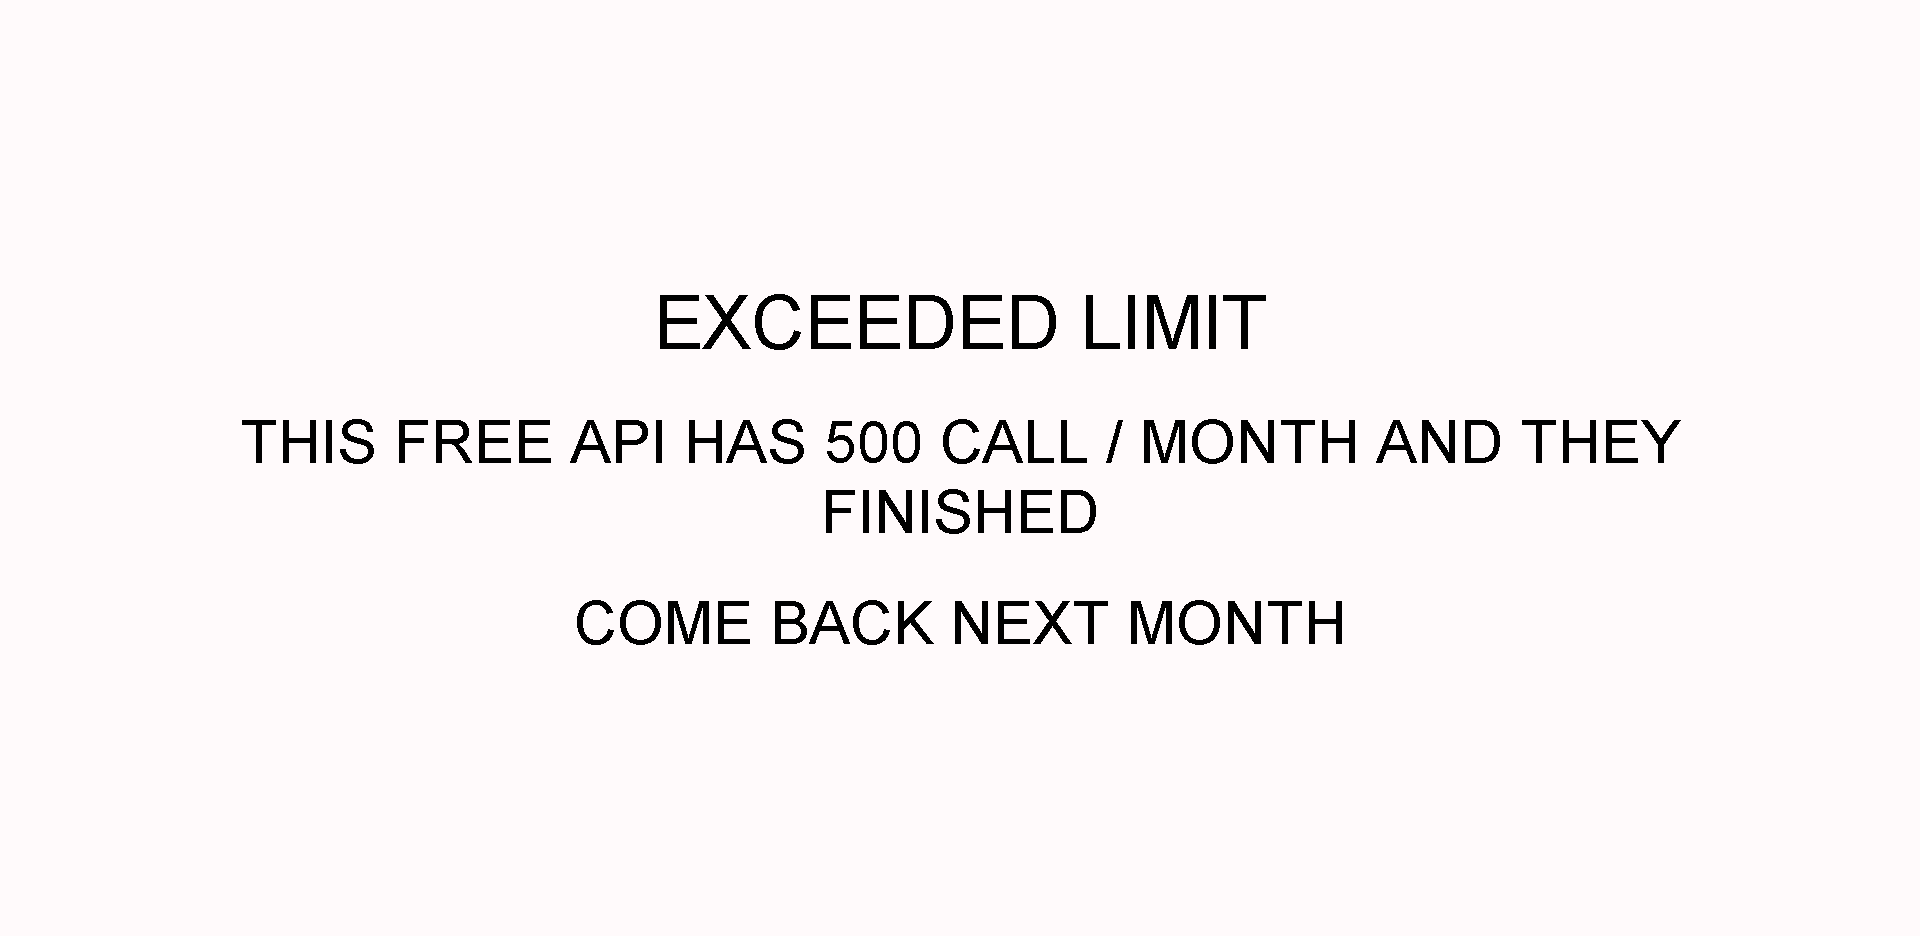 EXCEEDED LIMIT
THIS FREE API HAS 500 CALL / MONTH AND THEY
FINISHED
COME BACK NEXT MONTH